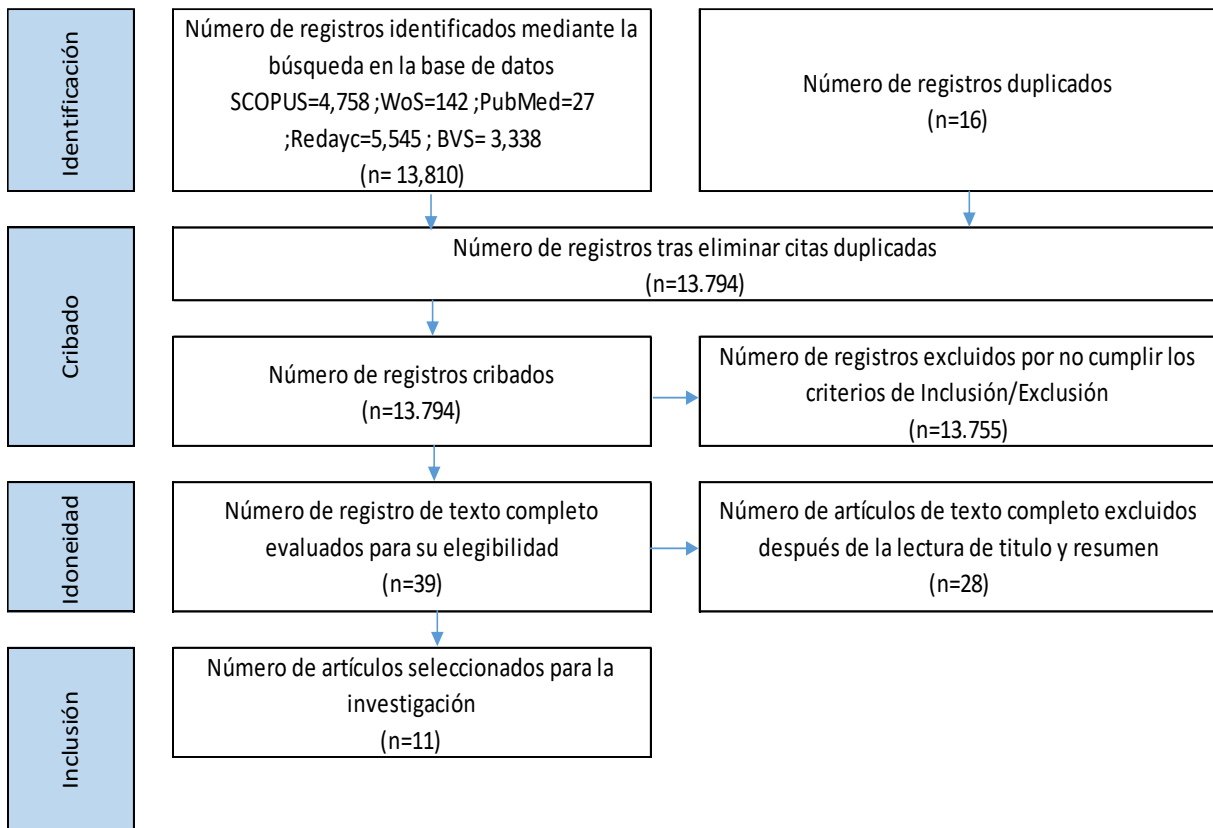 Identificación
Número de registros identificados mediante la
búsqueda en la base de datos
SCOPUS=4,758 ;WoS=142 ;PubMed=27
;Redayc=5,545 ; BVS= 3,338
(n= 13,810)
Número de registros duplicados
(n=16)
Cribado
Número de registros tras eliminar citas duplicadas
(n=13.794)
Número de registros cribados
(n=13.794)
Número de registros excluidos por no cumplir los
criterios de Inclusión/Exclusión
(n=13.755)
Idoneidad
Número de registro de texto completo
evaluados para su elegibilidad
(n=39)
Número de artículos de texto completo excluidos
después de la lectura de titulo y resumen
(n=28)
Inclusión
Número de artículos seleccionados para la
investigación
(n=11)